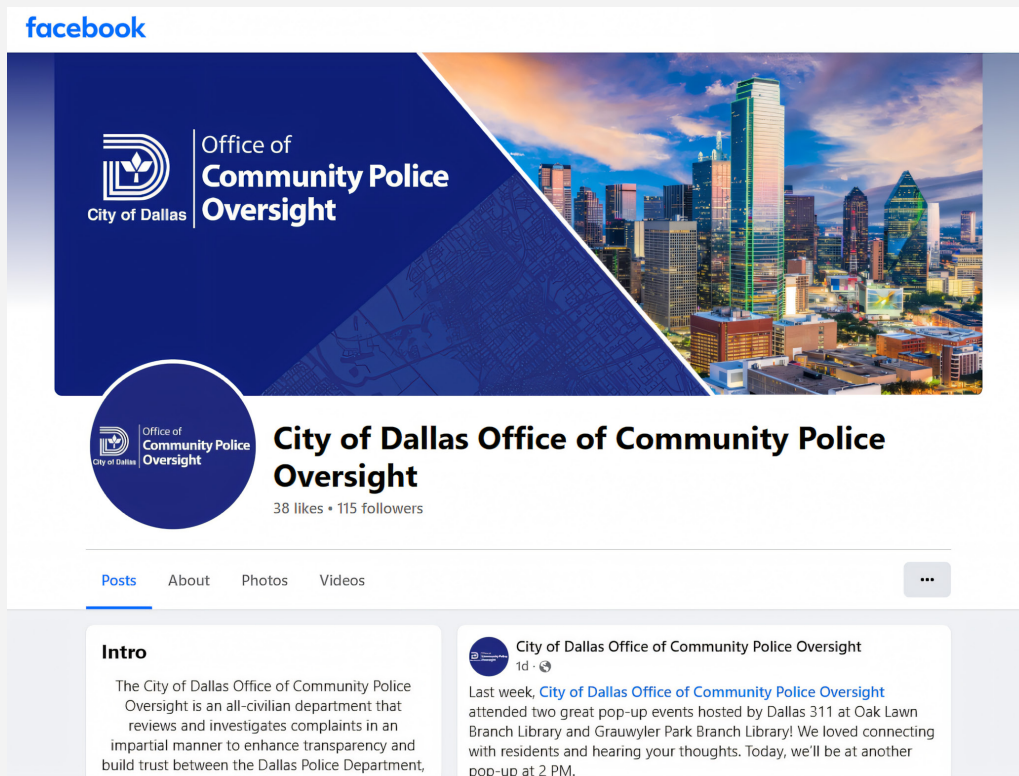 facebook
City of Dallas
Office of
Community Police
Oversight
City of Dallas
Office of
Community Police
Oversight
City of Dallas Office of Community Police
Oversight
38 likes • 115 followers
Posts
About
Photos
Videos
Intro
The City of Dallas Office of Community Police
Oversight is an all-civilian department that
reviews and investigates complaints in an
impartial manner to enhance transparency and
build trust between the Dallas Police Department,
City of Dallas Office of Community Police Oversight
1d ·
Last week, City of Dallas Office of Community Police Oversight
attended two great pop-up events hosted by Dallas 311 at Oak Lawn
Branch Library and Grauwyler Park Branch Library! We loved connecting
with residents and hearing your thoughts. Today, we'll be at another
pop-up at 2 PM.